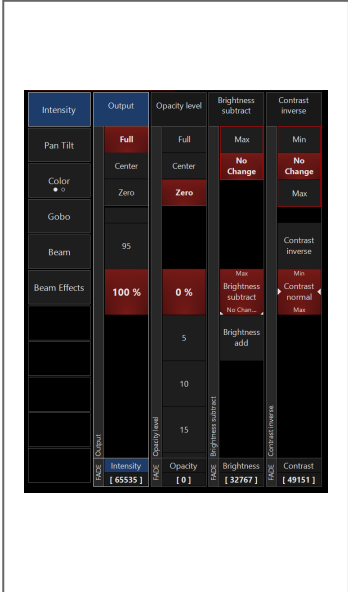 Intensity
Pan Tilt
Color
Gobo
Beam
Beam Effects
Output
Full
Center
Zero
95
100 %
Output
FADE
Intensity
[ 65535 ]
Opacity level
Full
Center
Zero
0 %
5
10
15
Opacity level
FADE
Opacity
[ 0 ]
Brightness
subtract
Max
No
Change
Max
Brightness
subtract
No Chan...
Brightness
add
Brightness subtract
FADE
Brightness
[ 32767 ]
Contrast
inverse
Min
No
Change
Max
Contrast
inverse
Min
Contrast
normal
Max
Contrast inverse
FADE
Contrast
[ 49151 ]